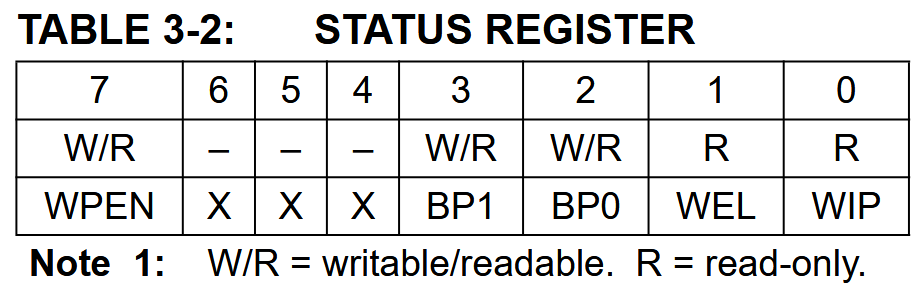 TABLE 3-2: STATUS REGISTER
7 6 5 4 3 2 1 0
W/R – – – W/R W/R R R
WPEN X X X BP1 BP0 WEL WIP
Note 1: W/R = writable/readable. R = read-only.